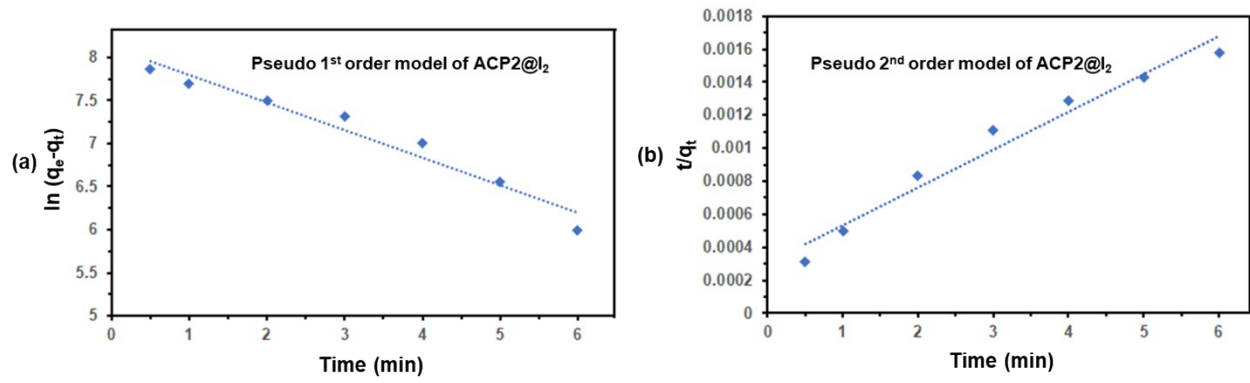 (a)
ln (qe-qt)
8
7.5
7
6.5
6
5.5
5
Pseudo 1st order model of ACP2@I2
0 1 2 3 4 5 6
Time (min)
(b)
t/qt
0.0018
0.0016
0.0014
0.0012
0.001
0.0008
0.0006
0.0004
0.0002
0
Pseudo 2nd order model of ACP2@I2
0 1 2 3 4 5 6
Time (min)